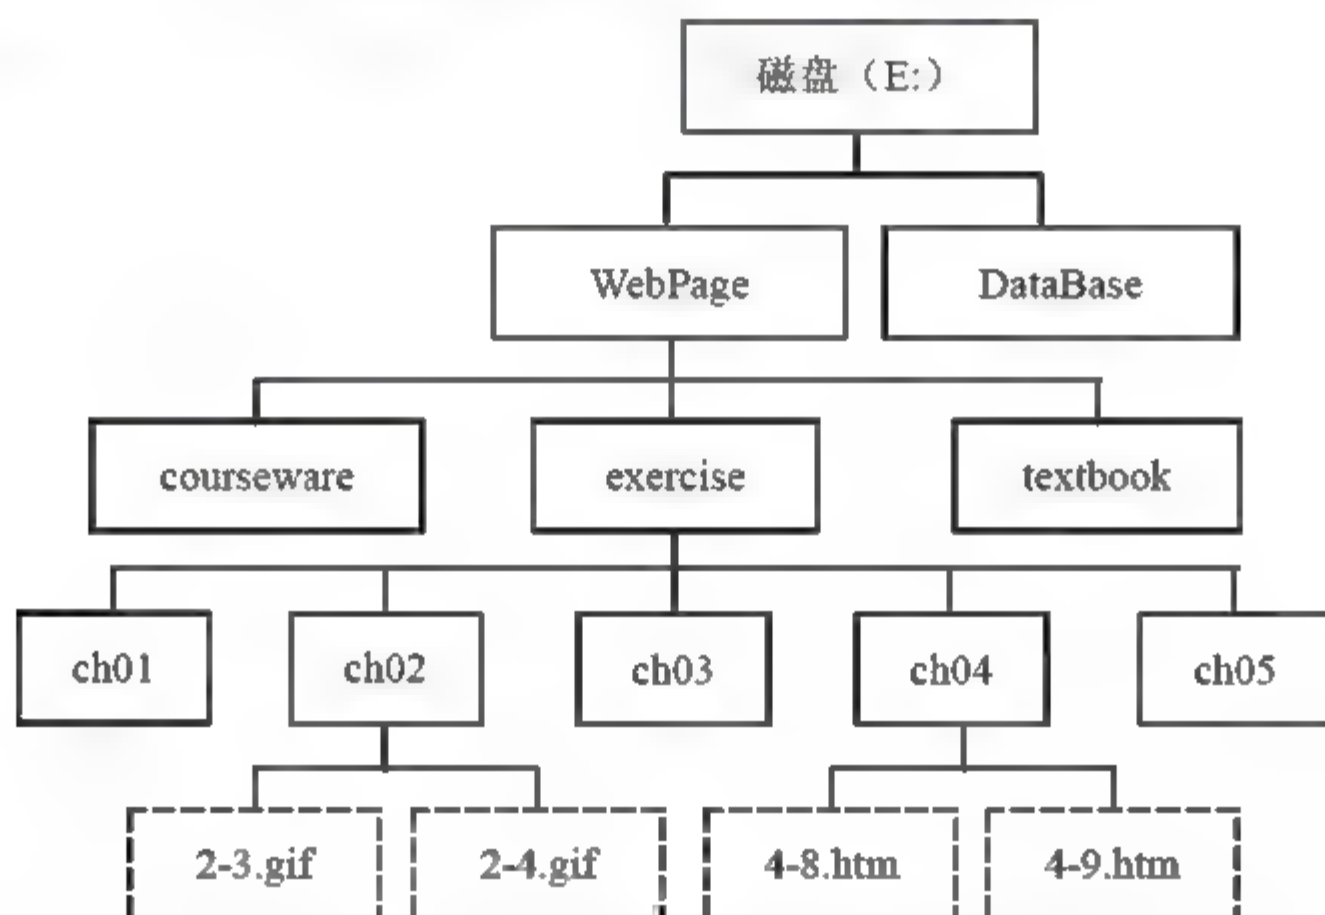 磁盘（E:）
WebPage
DataBase
courseware
exercise
textbook
ch01
ch02
ch03
ch04
ch05
2-3.gif
2-4.gif
4-8.htm
4-9.htm